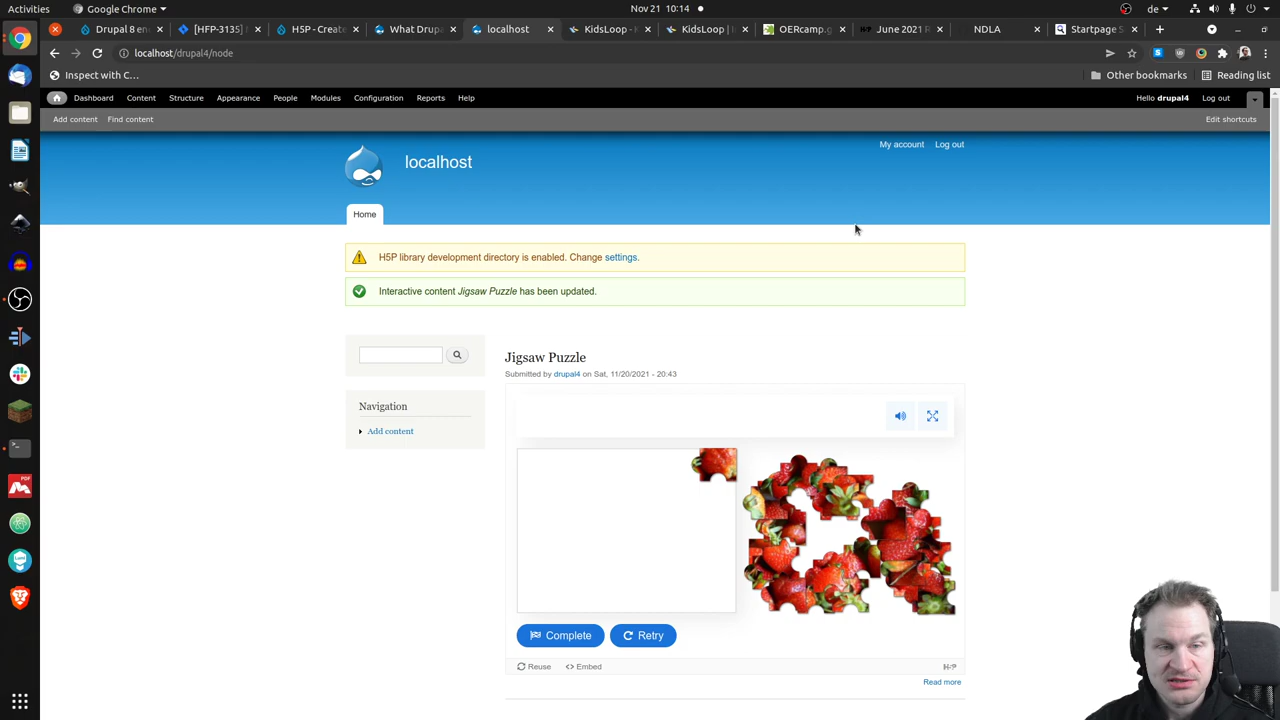 Activities
Google Chrome
Nov 21 10:14
de
Drupal 8 en
[HFP-3135]
H5P - Create
What Drupa
localhost
KidsLoop - H
KidsLoop | I
OERcamp.g
June 2021 R
NDLA
Startpage S
localhost/drupal4/node
Inspect with C…
Other bookmarks
Reading list
Dashboard
Content
Structure
Appearance
People
Modules
Configuration
Reports
Help
Hello drupal4
Log out
Add content
Find content
Edit shortcuts
My account
Log out
localhost
Home
H5P library development directory is enabled. Change settings.
Interactive content Jigsaw Puzzle has been updated.
Jigsaw Puzzle
Submitted by drupal4 on Sat, 11/20/2021 - 20:43
Navigation
Add content
Complete
Retry
Reuse
Embed
H5P
Read more